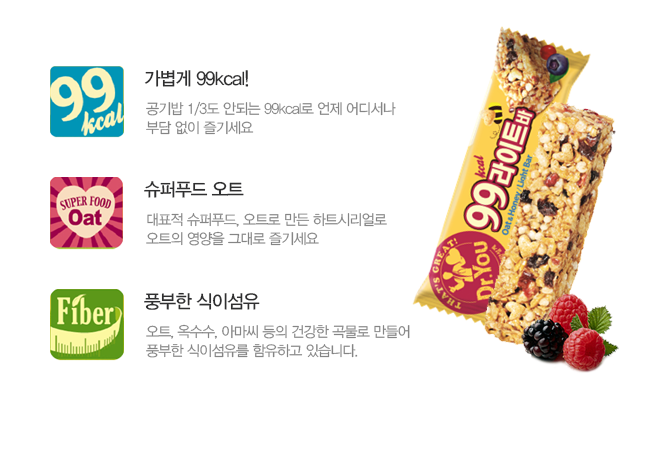 99
kcal
가볍게 99kcal!
공기밥 1/3도 안되는 99kcal로 언제 어디서나
부담 없이 즐기세요
SUPER FOOD
Oat
슈퍼푸드 오트
대표적 슈퍼푸드, 오트로 만든 하트시리얼로
오트의 영양을 그대로 즐기세요
Fiber
풍부한 식이섬유
오트, 옥수수, 아마씨 등의 건강한 곡물로 만들어
풍부한 식이섬유를 함유하고 있습니다.
99라이트바
kcal
Oat & Honey Light Bar
Dr.You
THAT'S GREAT!